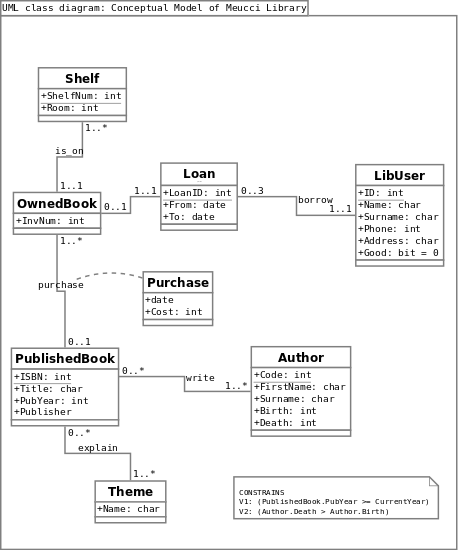 UML class diagram: Conceptual Model of Meucci Library
Shelf
+ShelfNum: int
+Room: int
1..*
is_on
1..1
OwnedBook
+InvNum: int
0..1
1..1
Loan
+LoanID: int
+From: date
+To: date
0..3
borrow
1..1
LibUser
+ID: int
+Name: char
+Surname: char
+Phone: int
+Address: char
+Good: bit = 0
1..*
purchase
0..1
Purchase
+date
+Cost: int
PublishedBook
+ISBN: int
+Title: char
+PubYear: int
+Publisher
0..*
write
1..*
Author
+Code: int
+FirstName: char
+Surname: char
+Birth: int
+Death: int
0..*
explain
1..*
Theme
+Name: char
CONSTRAINS
V1: (PublishedBook.PubYear >= CurrentYear)
V2: (Author.Death > Author.Birth)